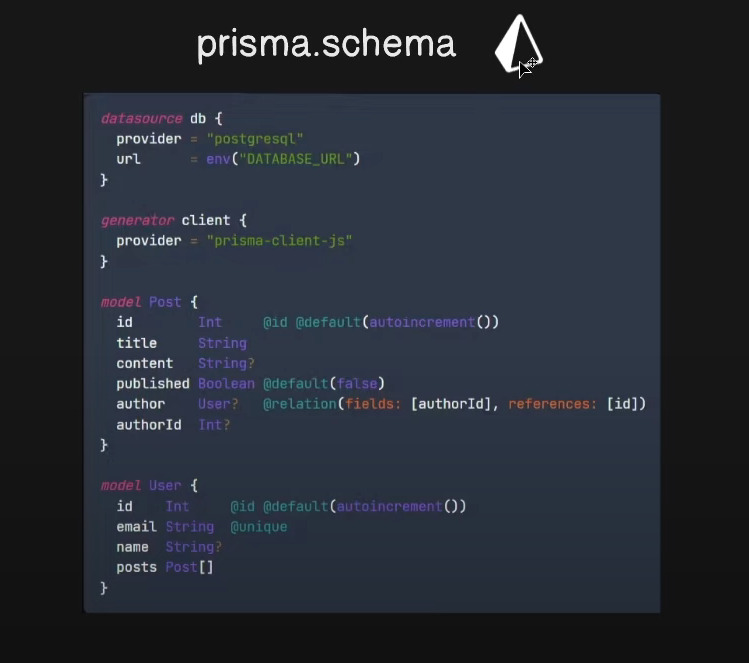 prisma.schema
datasource db {
  provider = "postgresql"
  url      = env("DATABASE_URL")
}
generator client {
  provider = "prisma-client-js"
}
model Post {
  id        Int     @id @default(autoincrement())
  title     String
  content   String?
  published Boolean @default(false)
  author    User?   @relation(fields: [authorId], references: [id])
  authorId  Int?
}
model User {
  id    Int     @id @default(autoincrement())
  email String  @unique
  name  String?
  posts Post[]
}